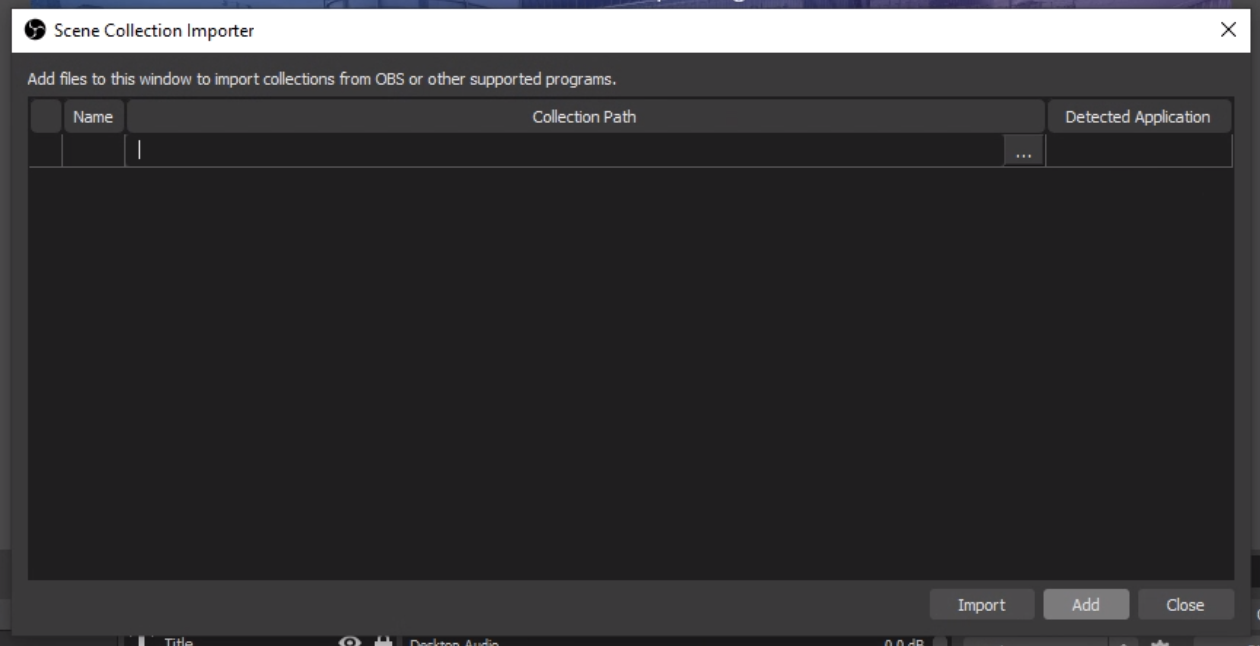 Scene Collection Importer
Add files to this window to import collections from OBS or other supported programs.
Name Collection Path Detected Application
...
Import Add Close
Title Desktop Audio 0.0 dB